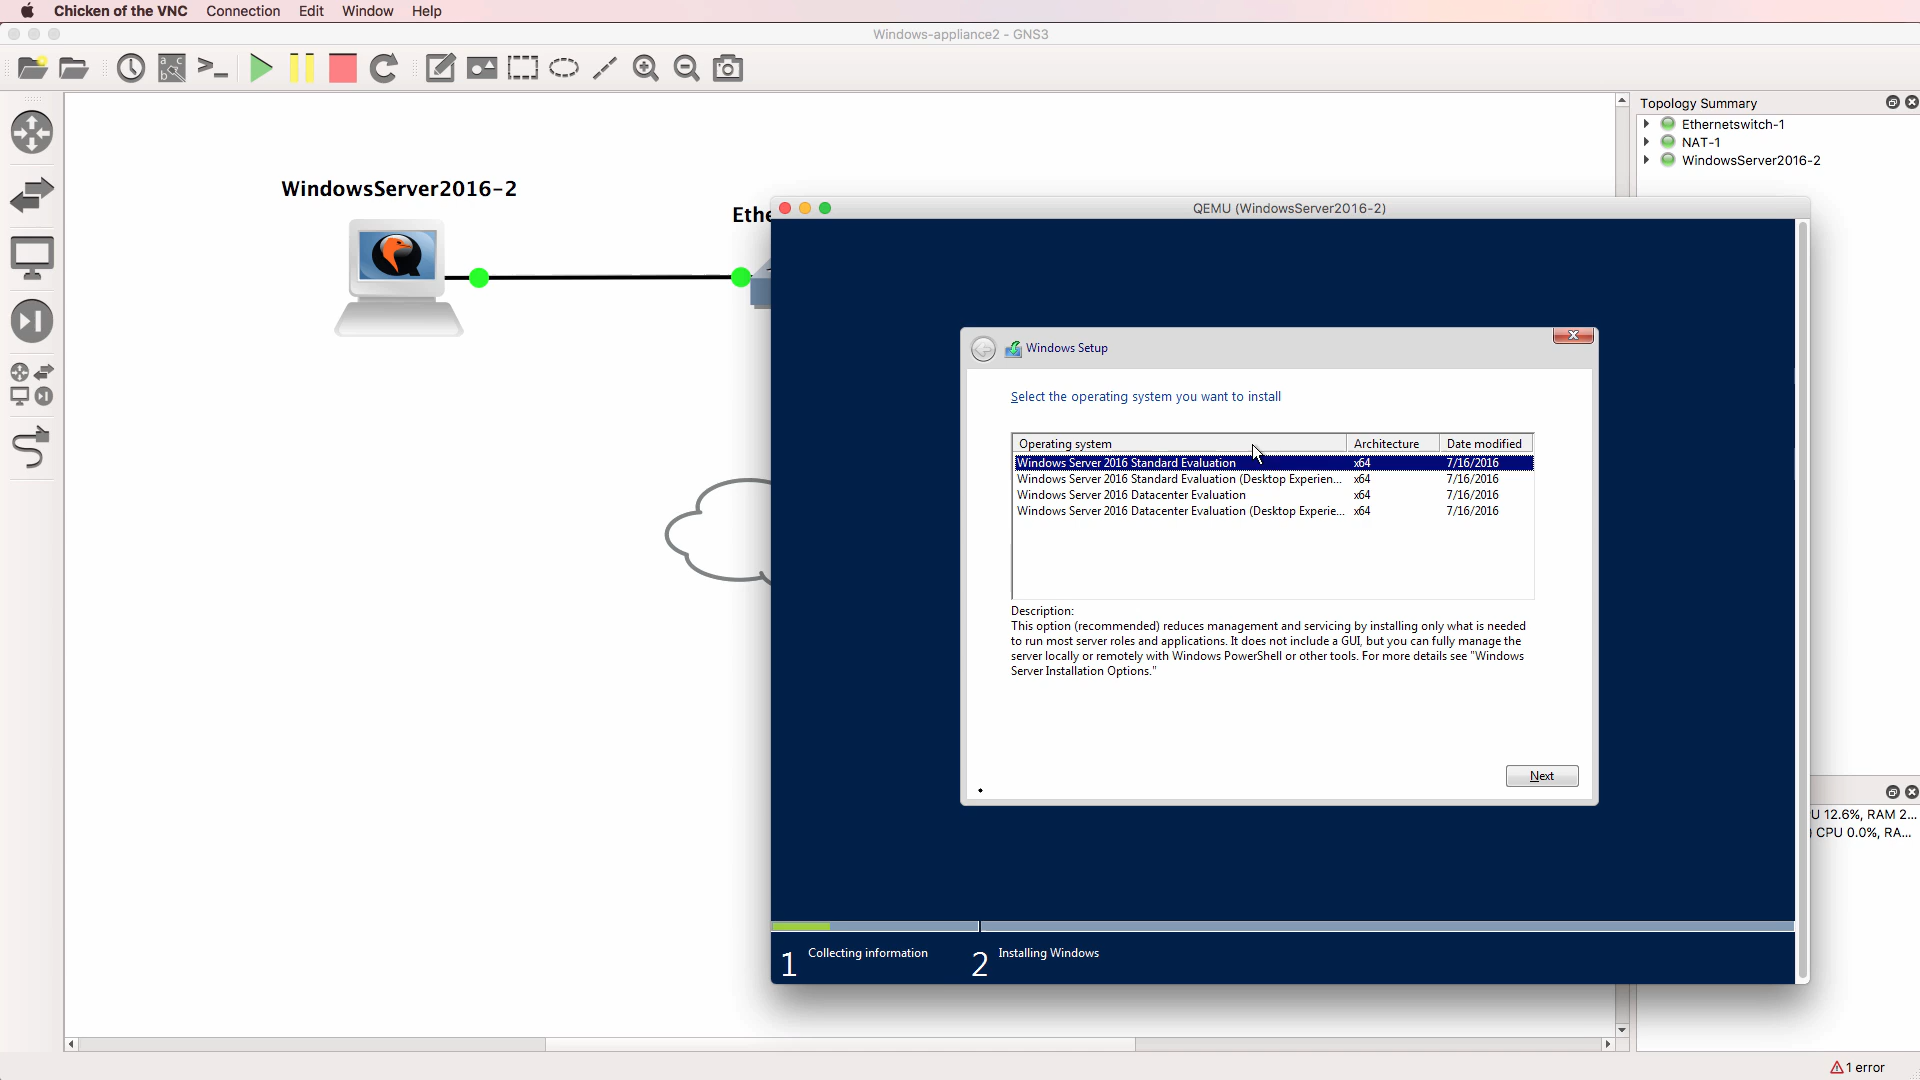 Chicken of the VNC Connection Edit Window Help
Windows-appliance2 - GNS3
Topology Summary
Ethernetswitch-1
NAT-1
WindowsServer2016-2
WindowsServer2016-2
Ethe
QEMU (WindowsServer2016-2)
Windows Setup
Select the operating system you want to install
Operating system Architecture Date modified
Windows Server 2016 Standard Evaluation x64 7/16/2016
Windows Server 2016 Standard Evaluation (Desktop Experien... x64 7/16/2016
Windows Server 2016 Datacenter Evaluation x64 7/16/2016
Windows Server 2016 Datacenter Evaluation (Desktop Experie... x64 7/16/2016
Description:
This option (recommended) reduces management and servicing by installing only what is needed
to run most server roles and applications. It does not include a GUI, but you can fully manage the
server locally or remotely with Windows PowerShell or other tools. For more details see "Windows
Server Installation Options."
Next
U 12.6%, RAM 2...
CPU 0.0%, RA...
1 Collecting information 2 Installing Windows
1 error